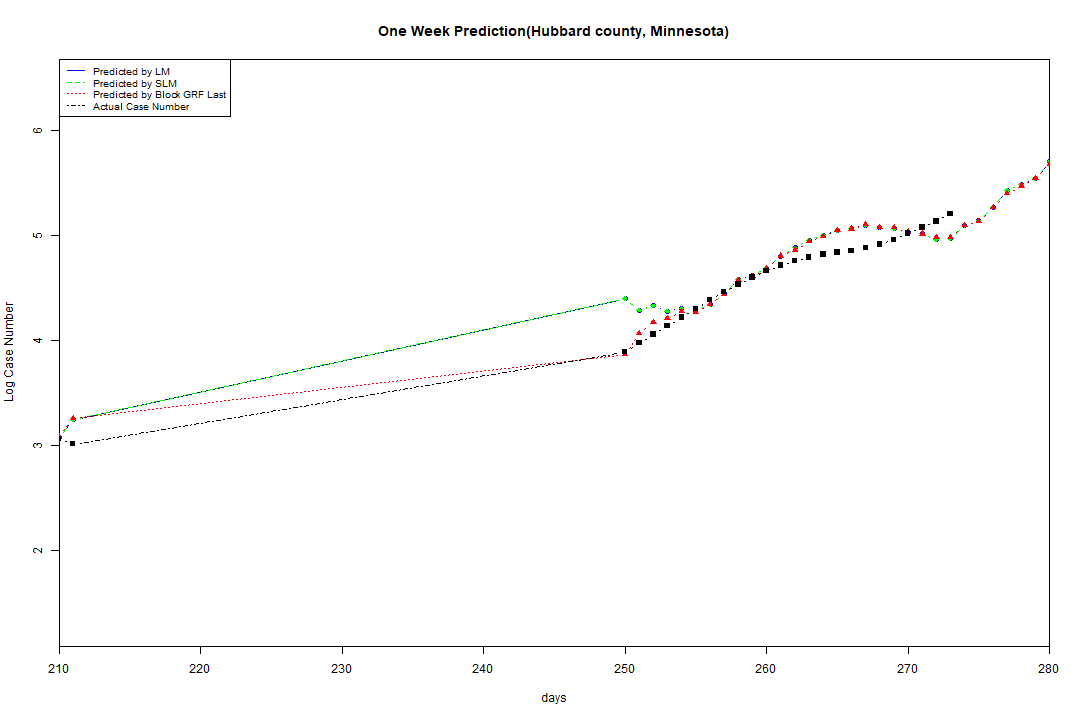 One Week Prediction(Hubbard county, Minnesota)
Predicted by LM
Predicted by SLM
Predicted by Block GRF Last
Actual Case Number
6
5
4
3
2
Log Case Number
210 220 230 240 250 260 270 280
days